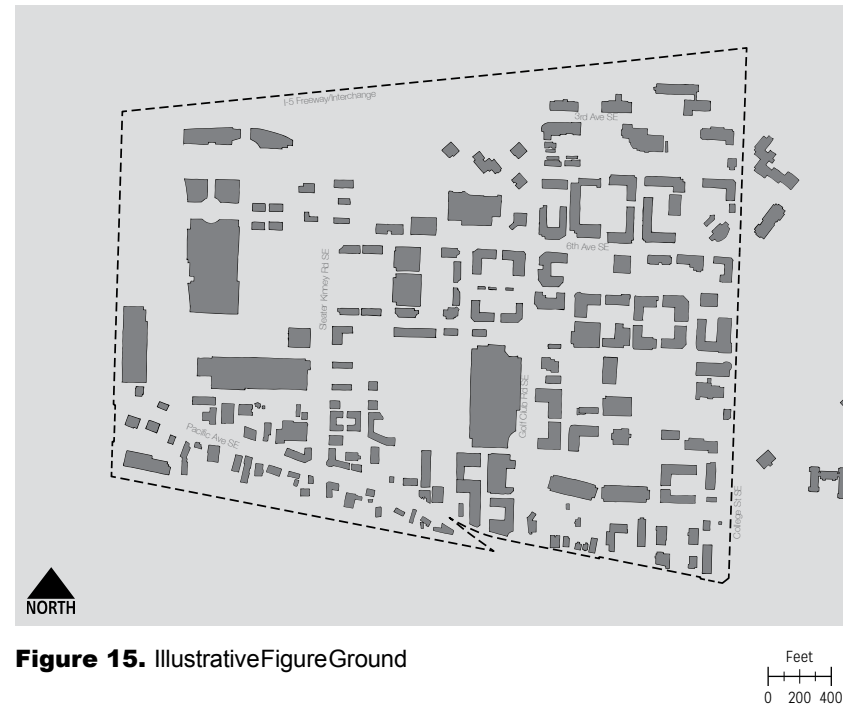 I-5 Freeway/Interchange
3rd Ave SE
6th Ave SE
Sleater Kinney Rd SE
Golf Club Rd SE
Pacific Ave SE
College St SE
NORTH
Figure 15. IllustrativeFigureGround
Feet
0 200 400